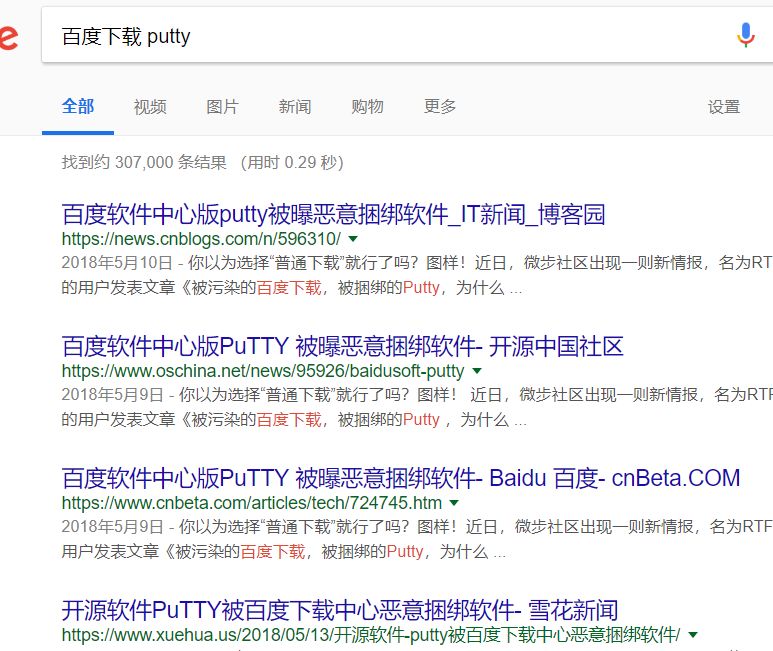 e
百度下载 putty
全部 视频 图片 新闻 购物 更多 设置
找到约 307,000 条结果 （用时 0.29 秒）
百度软件中心版putty被曝恶意捆绑软件_IT新闻_博客园
https://news.cnblogs.com/n/596310/
2018年5月10日 - 你以为选择“普通下载”就行了吗？图样！近日，微步社区出现一则新情报，名为RT
的用户发表文章《被污染的百度下载，被捆绑的Putty，为什么 ...
百度软件中心版PuTTY 被曝恶意捆绑软件- 开源中国社区
https://www.oschina.net/news/95926/baidusoft-putty
2018年5月9日 - 你以为选择“普通下载”就行了吗？图样！ 近日，微步社区出现一则新情报，名为RTF
的用户发表文章《被污染的百度下载，被捆绑的Putty ，为什么 ...
百度软件中心版PuTTY 被曝恶意捆绑软件- Baidu 百度- cnBeta.COM
https://www.cnbeta.com/articles/tech/724745.htm
2018年5月9日 - 你以为选择“普通下载”就行了吗？图样！近日，微步社区出现一则新情报，名为RTF
用户发表文章《被污染的百度下载，被捆绑的Putty，为什么 ...
开源软件PuTTY被百度下载中心恶意捆绑软件- 雪花新闻
https://www.xuehua.us/2018/05/13/开源软件-putty被百度下载中心恶意捆绑软件/